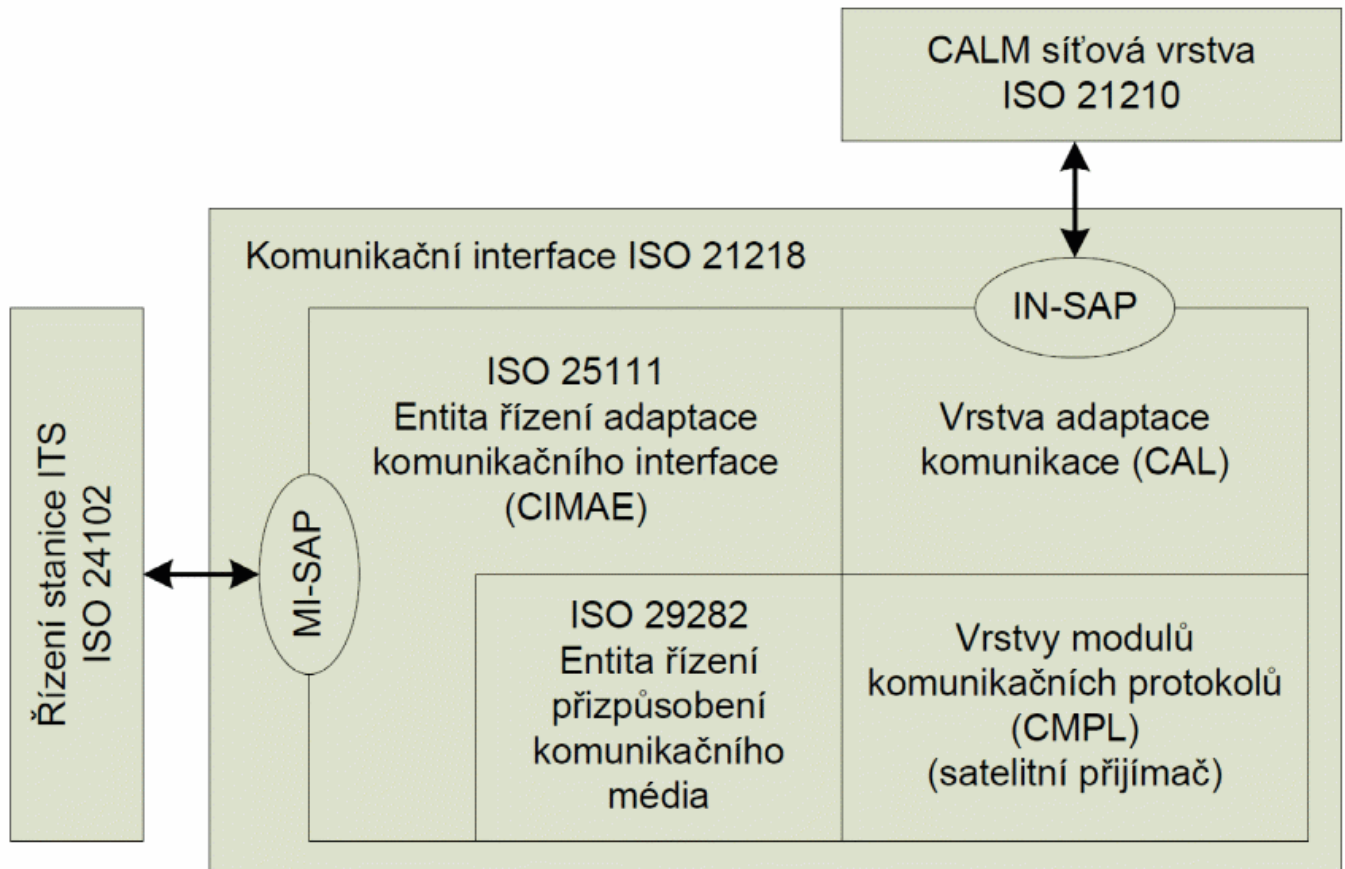 CALM síťová vrstva
ISO 21210
Komunikační interface ISO 21218
IN-SAP
ISO 25111
Entita řízení adaptace
komunikačního interface
(CIMAE)
Vrstva adaptace
komunikace (CAL)
Řízení stanice ITS
ISO 24102
MI-SAP
ISO 29282
Entita řízení
přizpůsobení
komunikačního
média
Vrstvy modulů
komunikačních protokolů
(CMPL)
(satelitní přijímač)